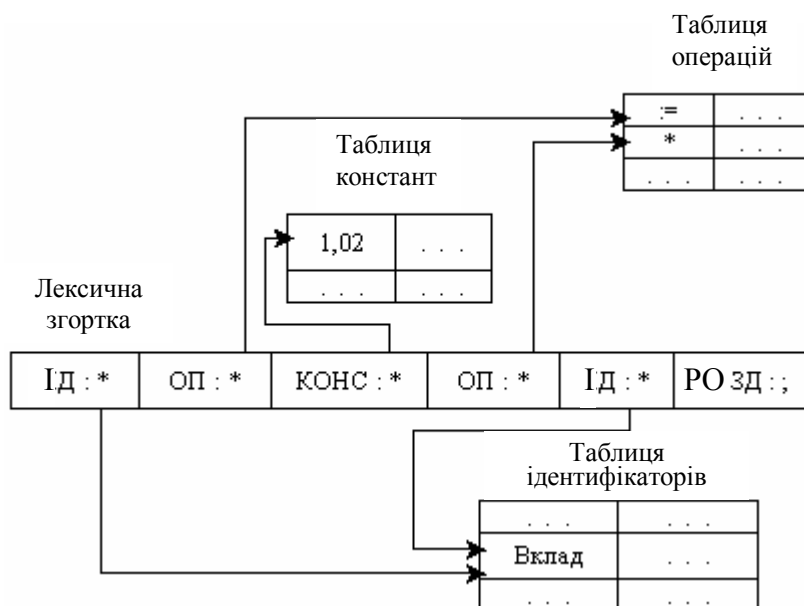 Таблиця
операцій
:= . . .
* . . .
. . . . . .
Таблиця
констант
1,02 . . .
. . . . . .
Лексична
згортка
ІД : * ОП : * КОНС : * ОП : * ІД : * РО ЗД : ;
Таблиця
ідентифікаторів
. . . . . .
Вклад . . .
. . . . . .